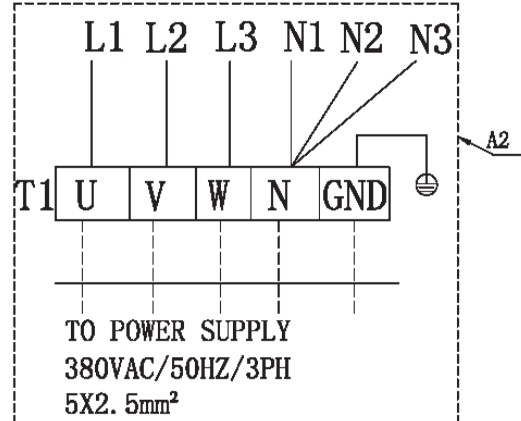 L1 L2 L3 N1 N2 N3
A2
T1 U V W N GND
TO POWER SUPPLY
380VAC/50HZ/3PH
5X2.5mm²